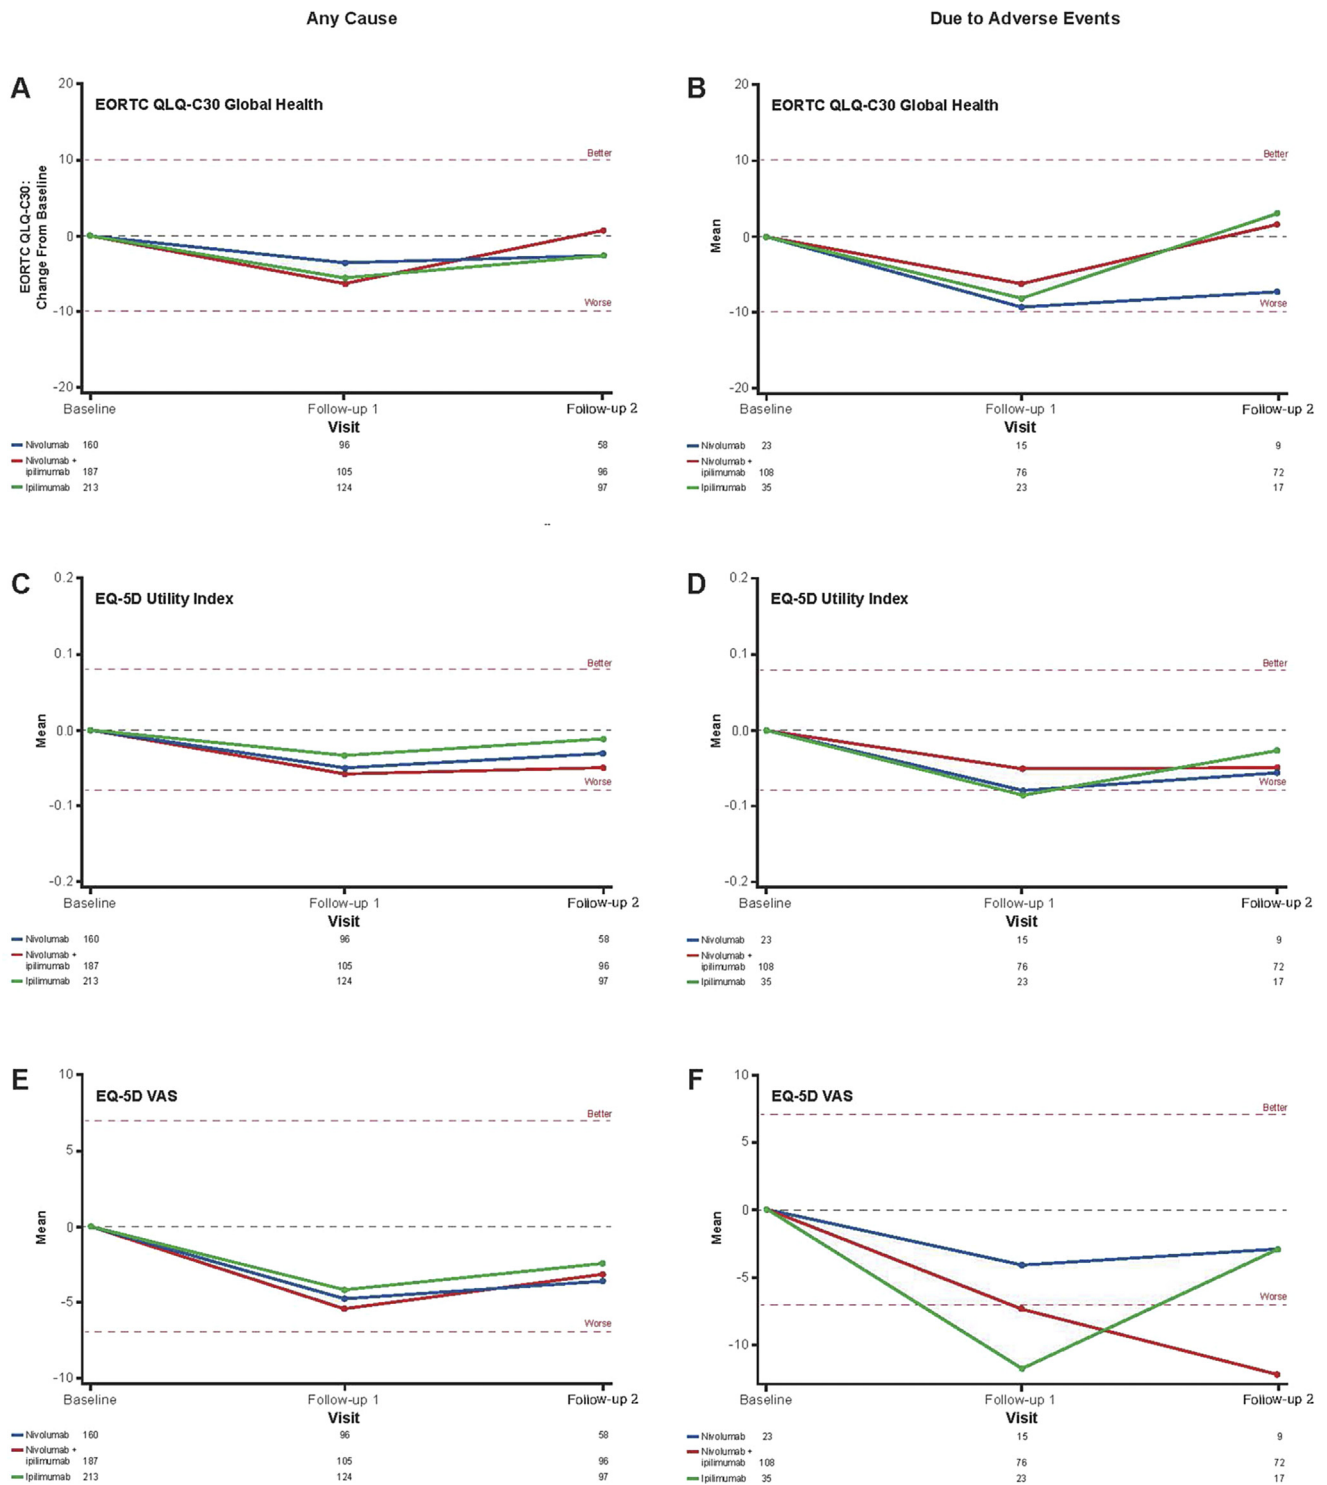 Any Cause
Due to Adverse Events
A
EORTC QLQ-C30 Global Health
EORTC QLQ-C30:
Change From Baseline
20
10
0
-10
-20
Better
Worse
Baseline
Follow-up 1
Follow-up 2
Visit
Nivolumab 160 96 58
Nivolumab +
ipilimumab 187 105 96
Ipilimumab 213 124 97
B
EORTC QLQ-C30 Global Health
Mean
20
10
0
-10
-20
Better
Worse
Baseline
Follow-up 1
Follow-up 2
Visit
Nivolumab 23 15 9
Nivolumab +
ipilimumab 108 76 72
Ipilimumab 35 23 17
C
EQ-5D Utility Index
Mean
0.2
0.1
0.0
-0.1
-0.2
Better
Worse
Baseline
Follow-up 1
Follow-up 2
Visit
Nivolumab 160 96 58
Nivolumab +
ipilimumab 187 105 96
Ipilimumab 213 124 97
D
EQ-5D Utility Index
Mean
0.2
0.1
0.0
-0.1
-0.2
Better
Worse
Baseline
Follow-up 1
Follow-up 2
Visit
Nivolumab 23 15 9
Nivolumab +
ipilimumab 108 76 72
Ipilimumab 35 23 17
E
EQ-5D VAS
Mean
10
5
0
-5
-10
Better
Worse
Baseline
Follow-up 1
Follow-up 2
Visit
Nivolumab 160 96 58
Nivolumab +
ipilimumab 187 105 96
Ipilimumab 213 124 97
F
EQ-5D VAS
Mean
10
5
0
-5
-10
Better
Worse
Baseline
Follow-up 1
Follow-up 2
Visit
Nivolumab 23 15 9
Nivolumab +
ipilimumab 108 76 72
Ipilimumab 35 23 17